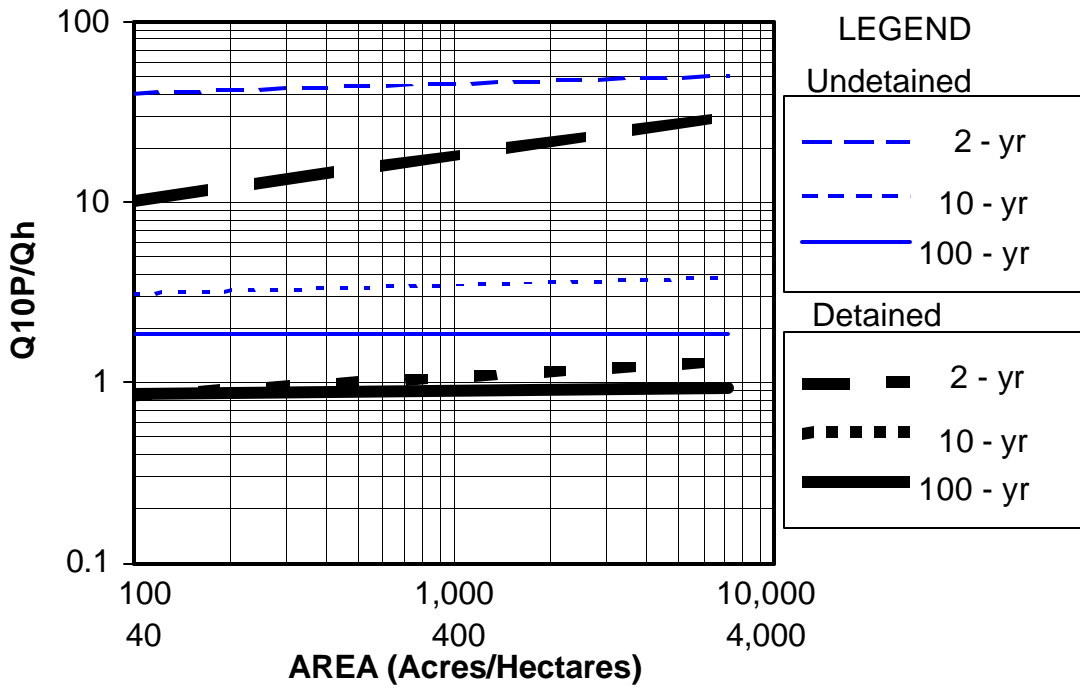 100
10
1
0.1
Q10P/Qh
100 1,000 10,000
40 400 4,000
AREA (Acres/Hectares)
LEGEND
Undetained
2 - yr
10 - yr
100 - yr
Detained
2 - yr
10 - yr
100 - yr